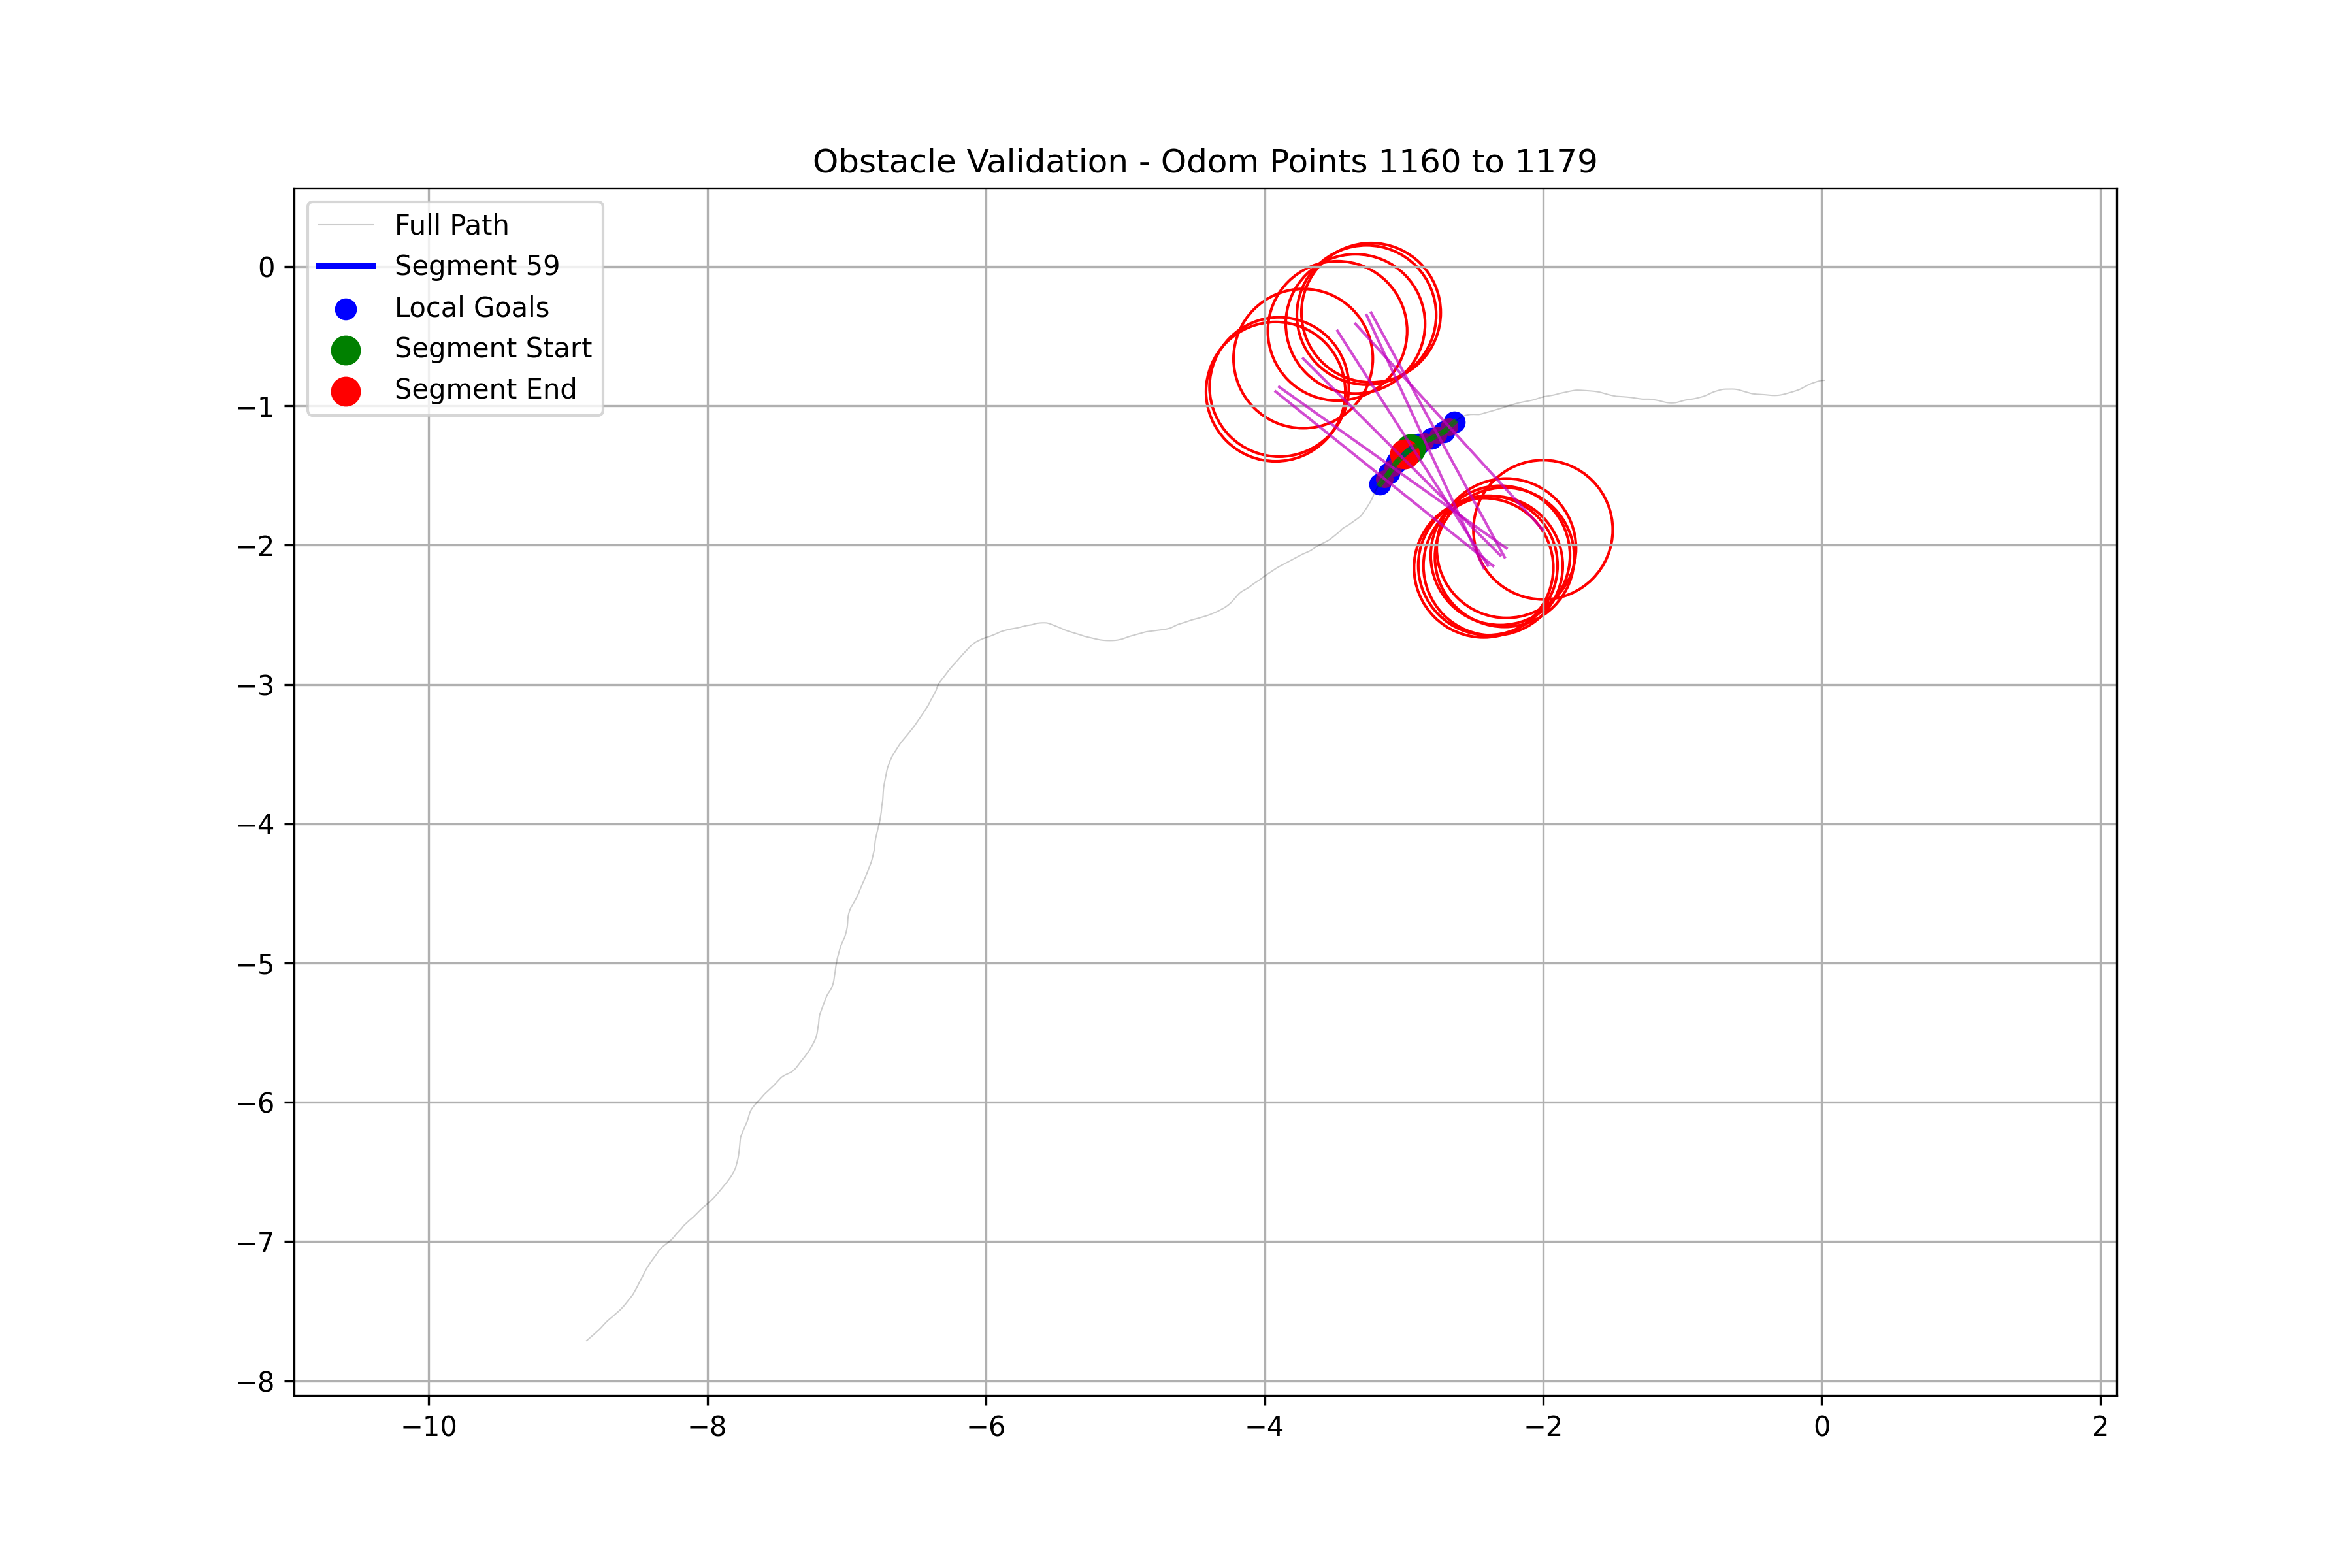 Obstacle Validation - Odom Points 1160 to 1179
Full Path
Segment 59
Local Goals
Segment Start
Segment End
0
−1
−2
−3
−4
−5
−6
−7
−8
−10
−8
−6
−4
−2
0
2